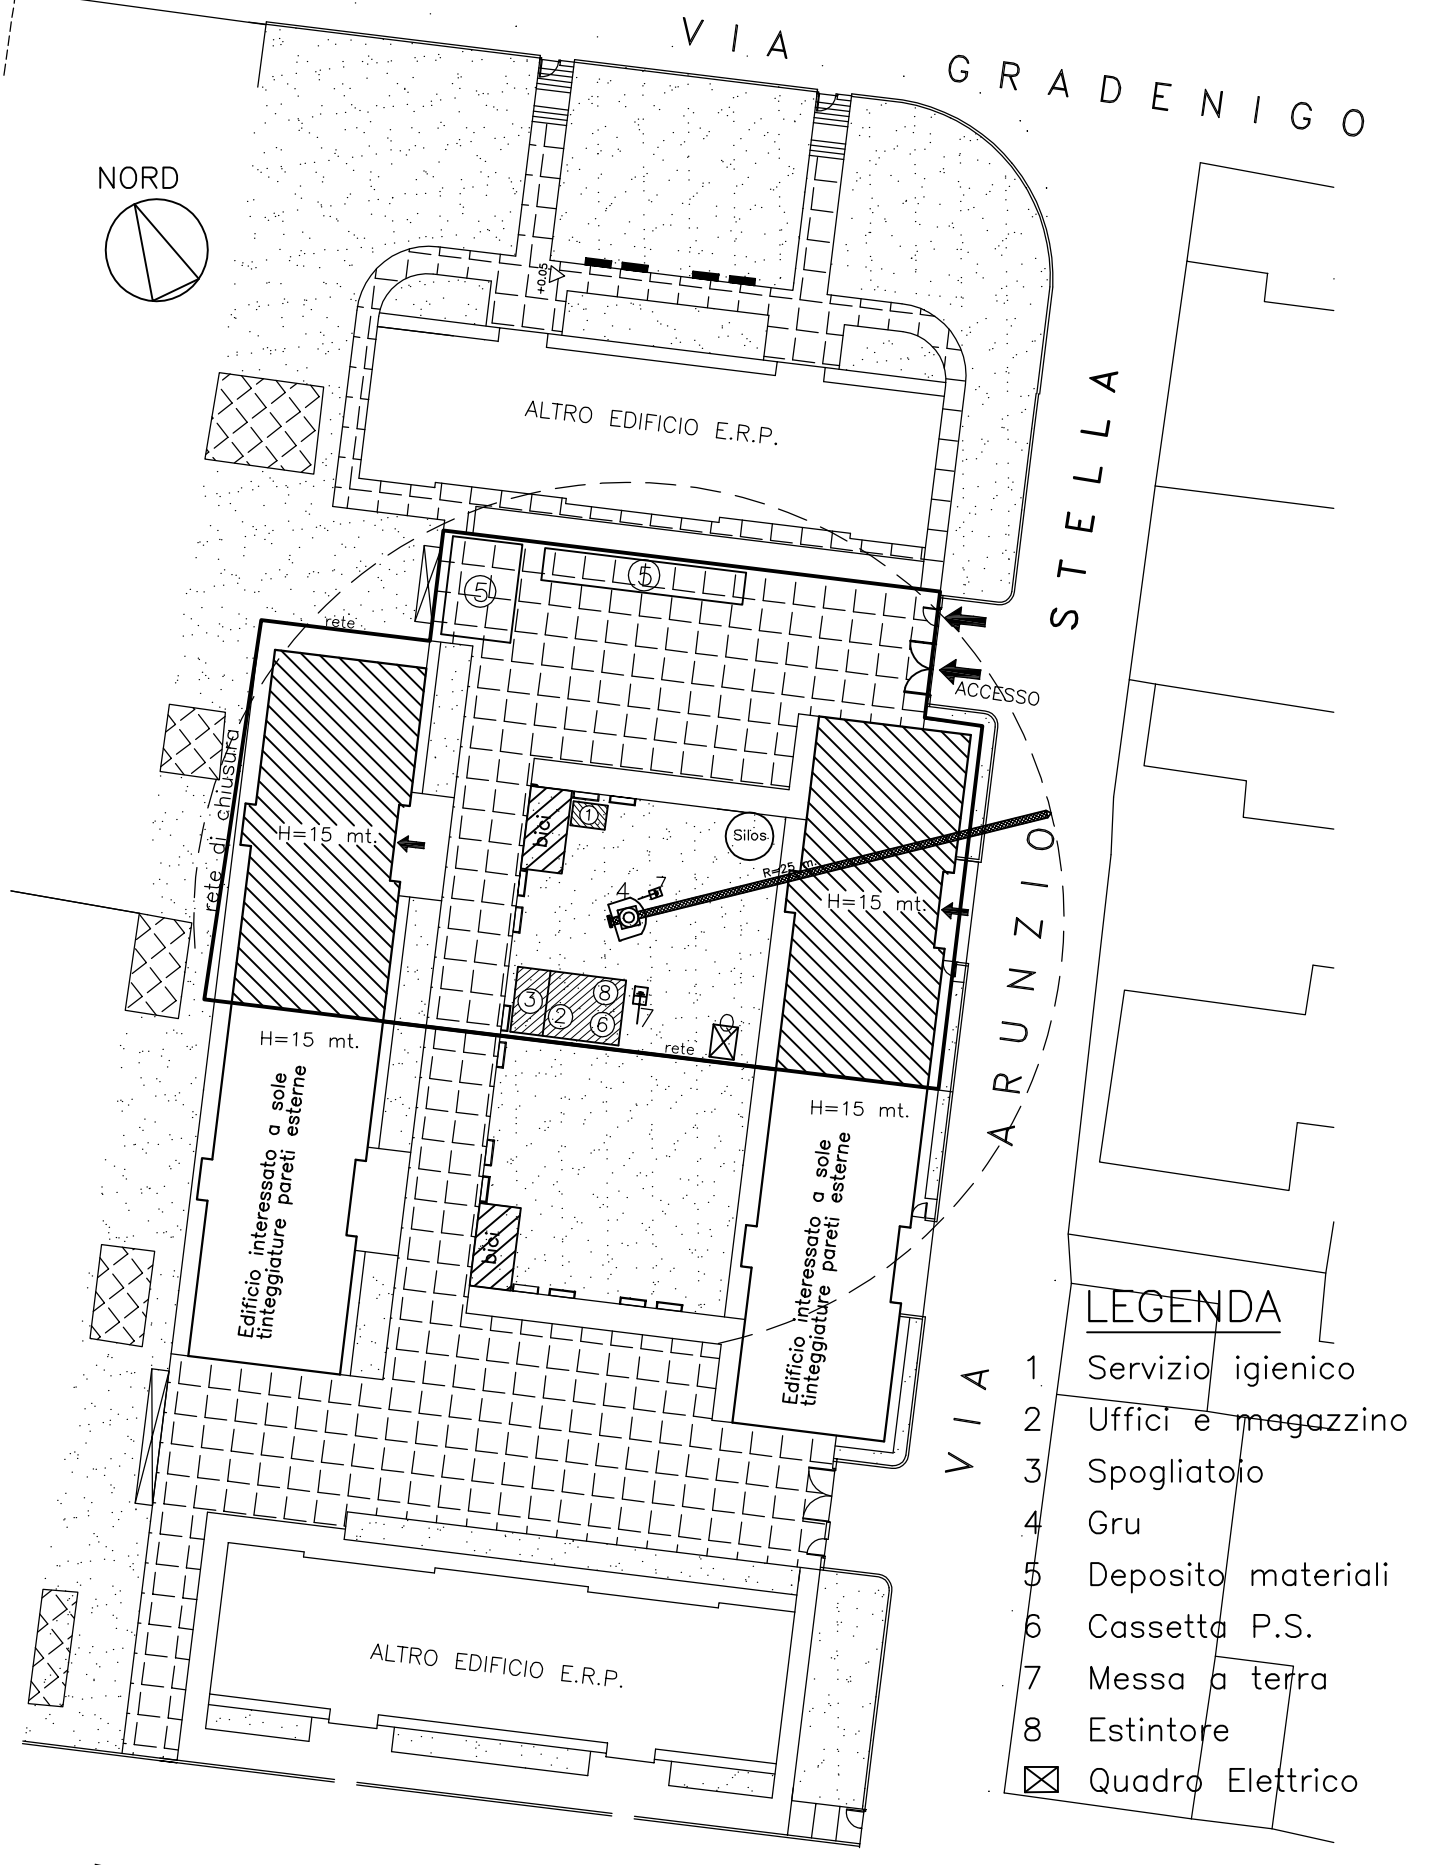 VIA GRADENIGO
NORD
+0.05
ALTRO EDIFICIO E.R.P.
VIA ARUNZIO STELLA
5
5
rete
ACCESSO
rete di chiusura
H=15 mt.
bici
1
Silos
R=25 m.
4
7
H=15 mt.
3
2
8
6
7
rete
H=15 mt.
H=15 mt.
Edificio interessato a sole
tinteggiature pareti esterne
Edificio interessato a sole
tinteggiature pareti esterne
bici
ALTRO EDIFICIO E.R.P.
LEGENDA
1 Servizio igienico
2 Uffici e magazzino
3 Spogliatoio
4 Gru
5 Deposito materiali
6 Cassetta P.S.
7 Messa a terra
8 Estintore
Quadro Elettrico